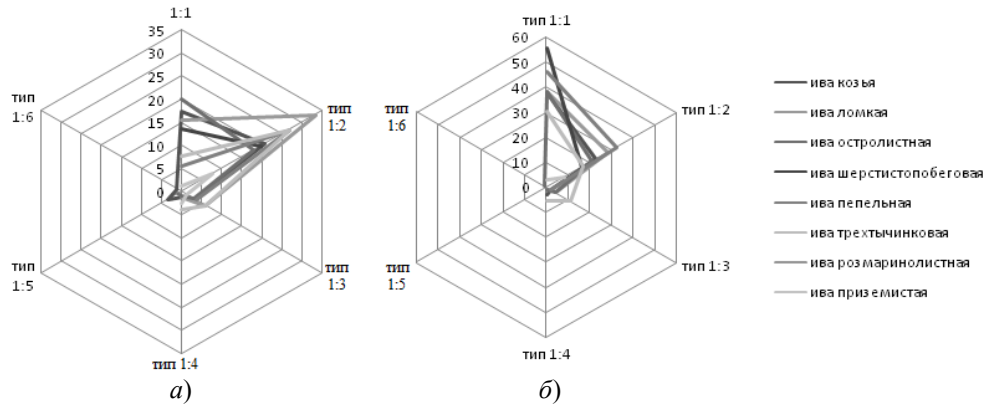 1:1
35
30
25
20
15
10
5
0
тип
1:2
тип
1:3
тип 1:4
тип
1:5
тип
1:6
а)
тип 1:1
60
50
40
30
20
10
0
тип 1:2
тип 1:3
тип 1:4
тип
1:5
тип
1:6
б)
ива козья
ива ломкая
ива остролистная
ива шерстистопобеговая
ива пепельная
ива трехтычинковая
ива розмаринолистная
ива приземистая